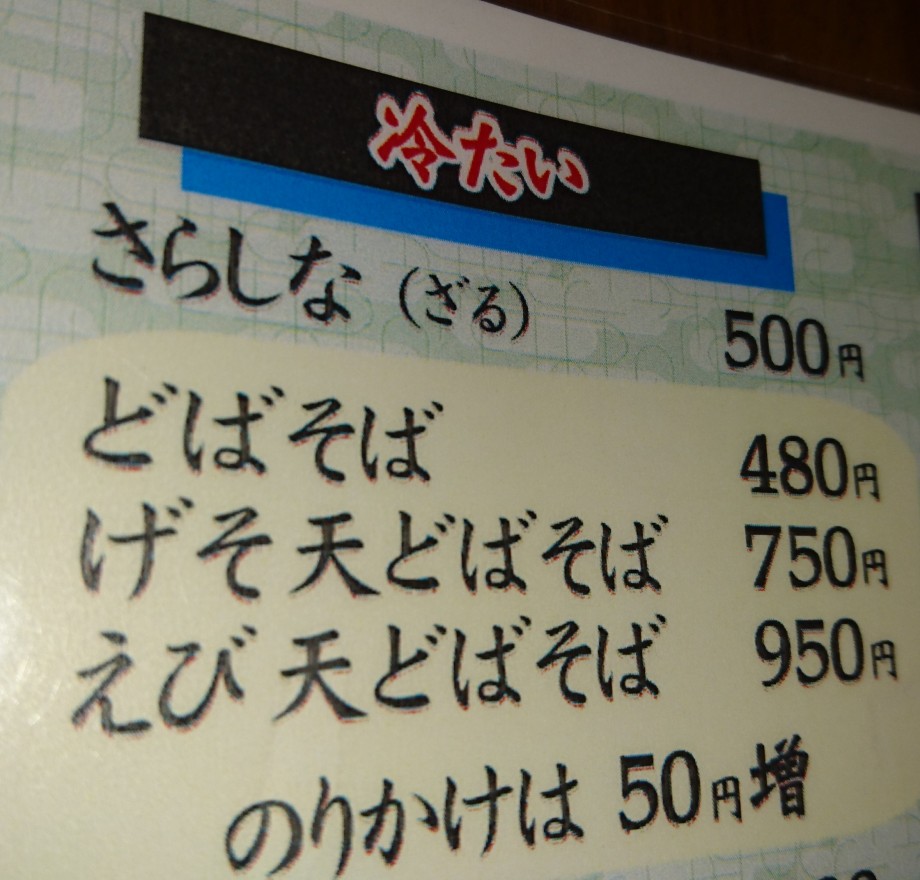 冷たい
さらしな（ざる） 500円
どばそば 480円
げそ天どばそば 750円
えび天どばそば 950円
のりかけは 50円増